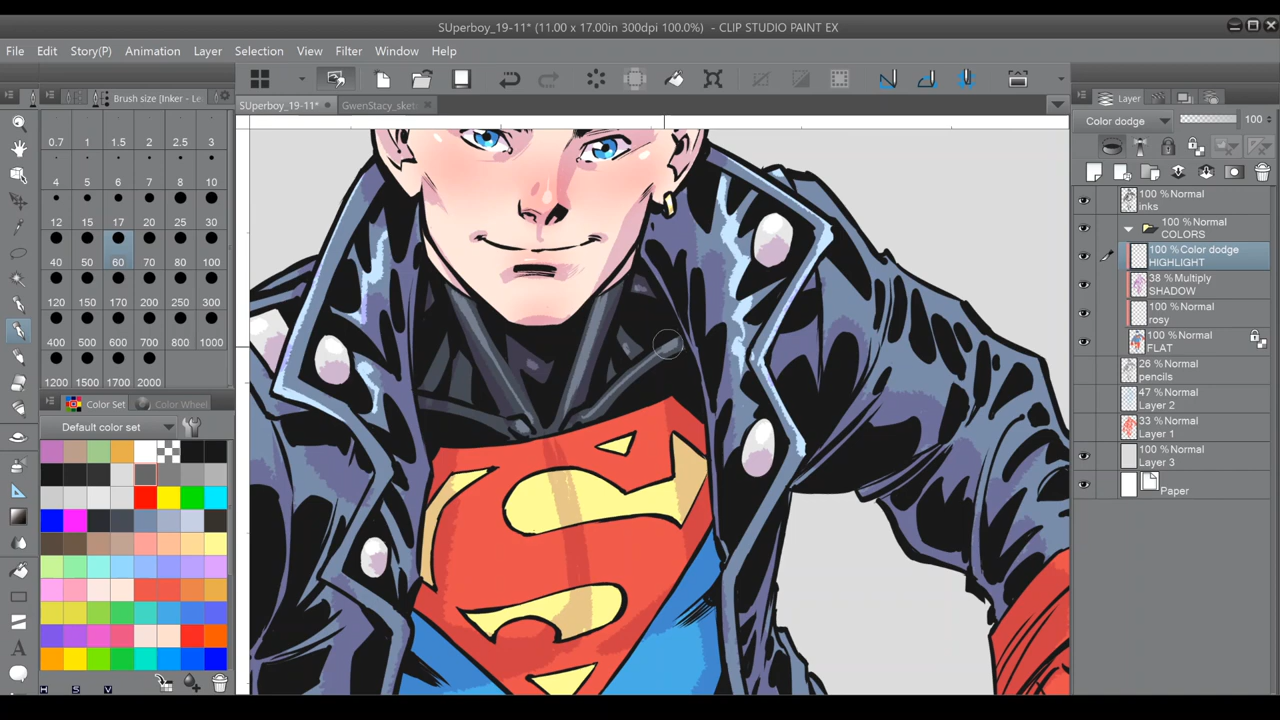 SUperboy_19-11* (11.00 x 17.00in 300dpi 100.0%) - CLIP STUDIO PAINT EX
File Edit Story(P) Animation Layer Selection View Filter Window Help
Brush size [Inker - Le
SUperboy_19-11* GwenStacy_sket
Layer
0.7 1 1.5 2 2.5 3
4 5 6 7 8 10
12 15 17 20 25 30
40 50 60 70 80 100
120 150 170 200 250 300
400 500 600 700 800 1000
1200 1500 1700 2000
Color Set Color Wheel
Default color set
H S V
S
Color dodge 100
100 %Normal
inks
100 %Normal
COLORS
100 %Color dodge
HIGHLIGHT
38 %Multiply
SHADOW
100 %Normal
rosy
100 %Normal
FLAT
26 %Normal
pencils
47 %Normal
Layer 2
33 %Normal
Layer 1
100 %Normal
Layer 3
Paper